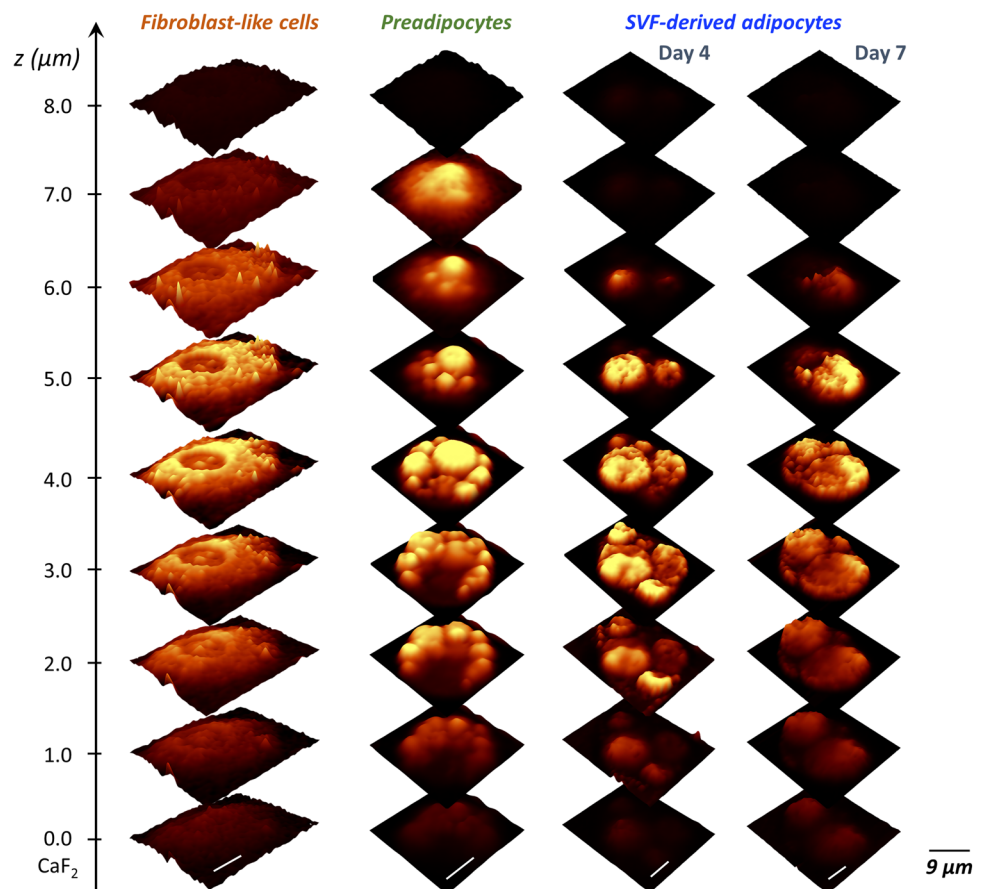 Fibroblast-like cells Preadipocytes SVF-derived adipocytes
z (μm) Day 4 Day 7
8.0
7.0
6.0
5.0
4.0
3.0
2.0
1.0
0.0
CaF₂
9 μm